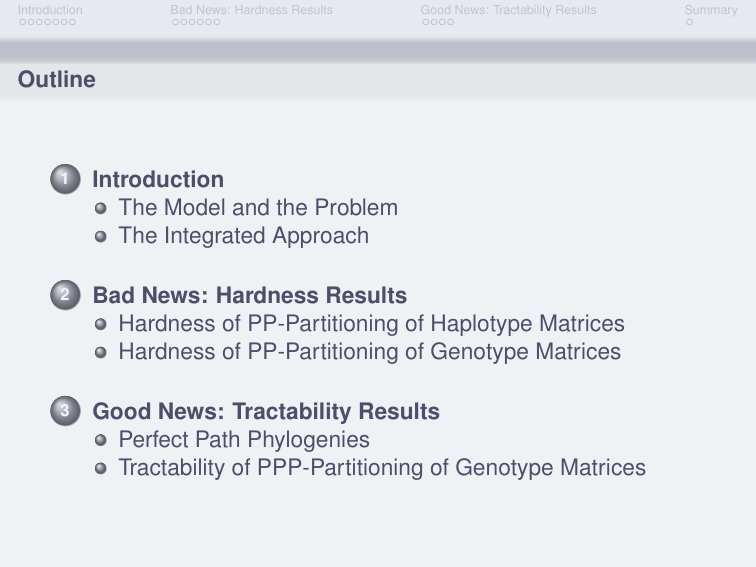 Introduction Bad News: Hardness Results Good News: Tractability Results Summary
Outline
1 Introduction
The Model and the Problem
The Integrated Approach
2 Bad News: Hardness Results
Hardness of PP-Partitioning of Haplotype Matrices
Hardness of PP-Partitioning of Genotype Matrices
3 Good News: Tractability Results
Perfect Path Phylogenies
Tractability of PPP-Partitioning of Genotype Matrices